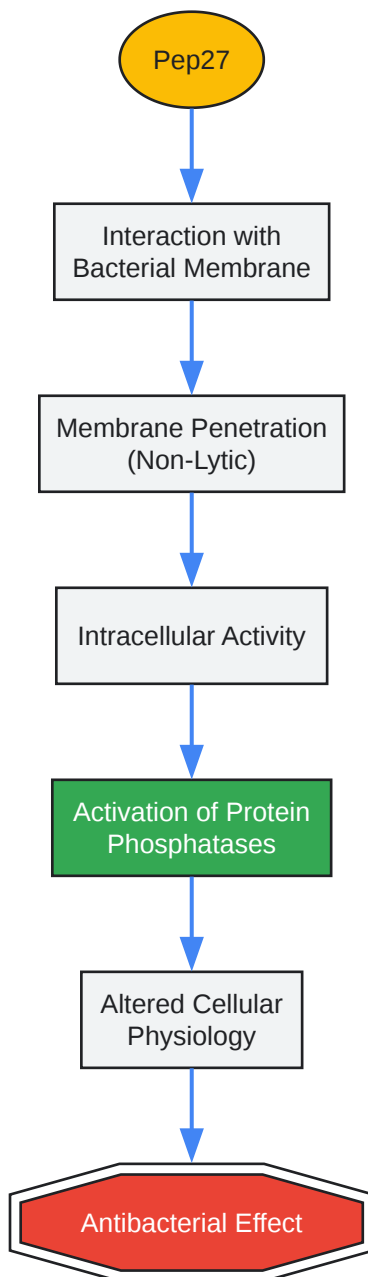 Pep27
Interaction with
Bacterial Membrane
Membrane Penetration
(Non-Lytic)
Intracellular Activity
Activation of Protein
Phosphatases
Altered Cellular
Physiology
Antibacterial Effect